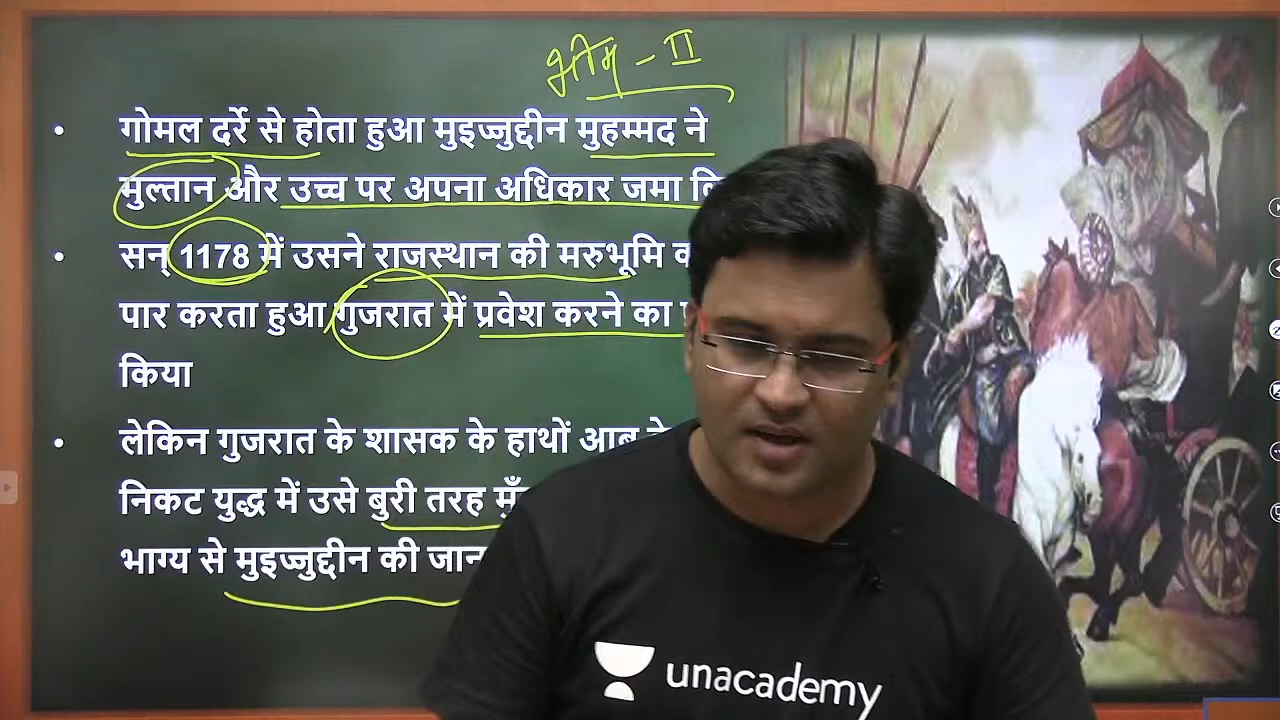 भीम - II
गोमल दर्रे से होता हुआ मुइज्जुद्दीन मुहम्मद ने
मुल्तान और उच्च पर अपना अधिकार जमा
सन् 1178 में उसने राजस्थान की मरुभूमि
पार करता हुआ गुजरात में प्रवेश करने का
किया
लेकिन गुजरात के शासक के हाथों आबू के
निकट युद्ध में उसे बुरी तरह
भाग्य से मुइज्जुद्दीन की जान
unacademy